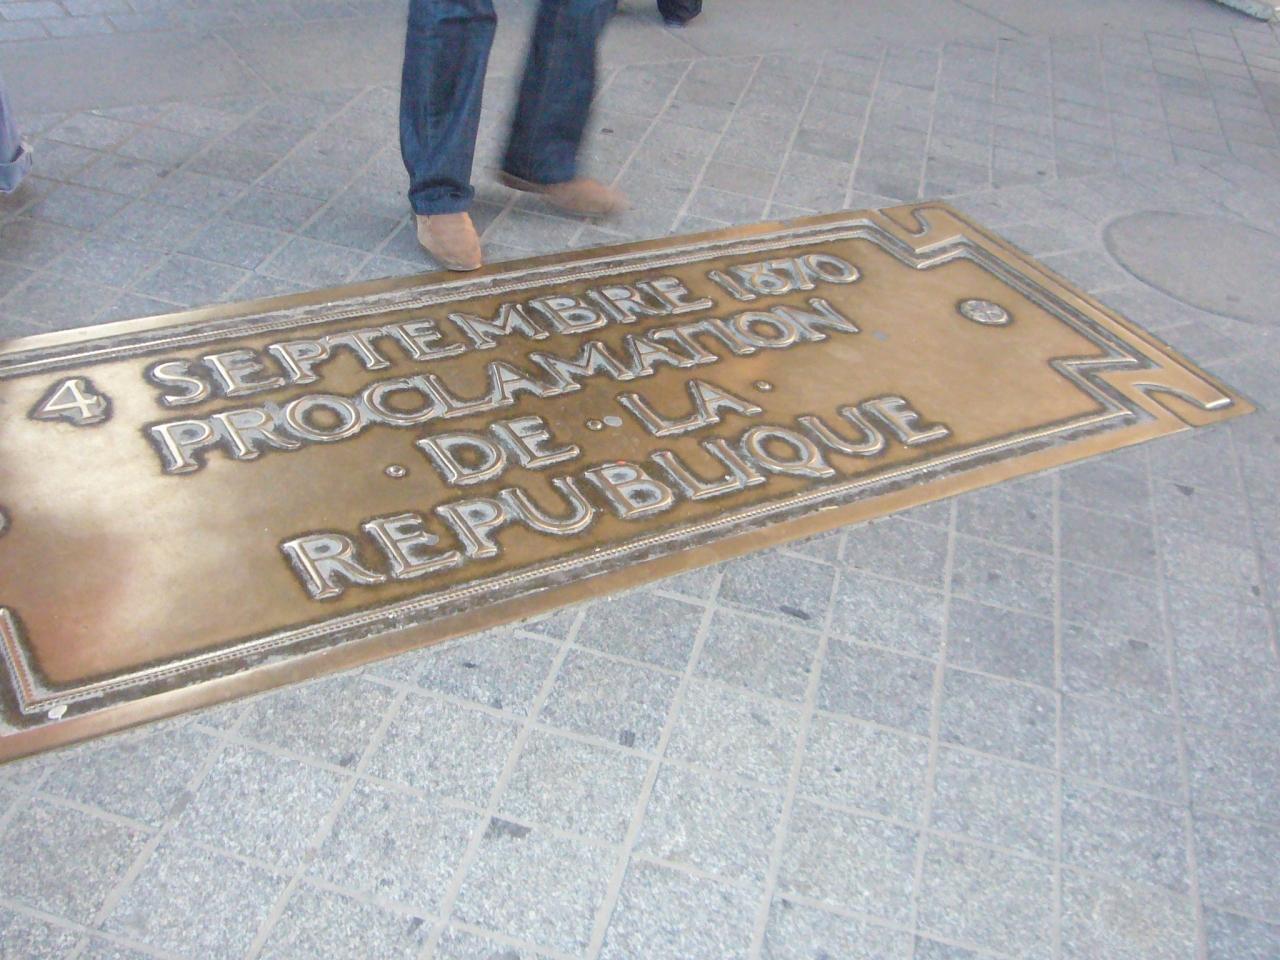 4 SEPTEMBRE 1870
PROCLAMATION
· DE · LA ·
REPUBLIQUE